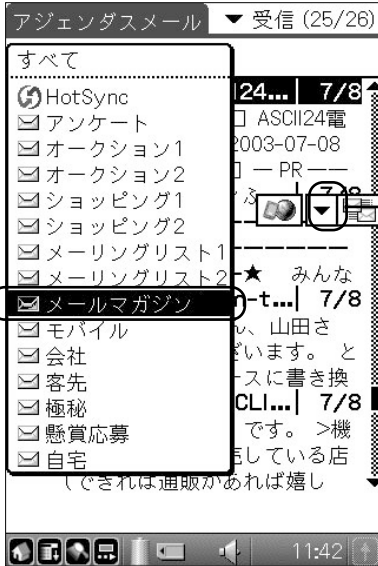 アジェンダスメール ▼ 受信 (25/26)
すべて
HotSync
アンケート
オークション1
オークション2
ショッピング1
ショッピング2
メーリングリスト1
メーリングリスト2
メールマガジン
モバイル
会社
客先
極秘
懸賞応募
自宅
24...| 7/8
ASCII24電
2003-07-08
— PR ——
7/8
★ みんな
n-t...| 7/8
ん、山田さ
ざいます。 と
ースに書き換
CLI...| 7/8
です。 >機
売している店
(できれば通販があれば嬉し
11:42